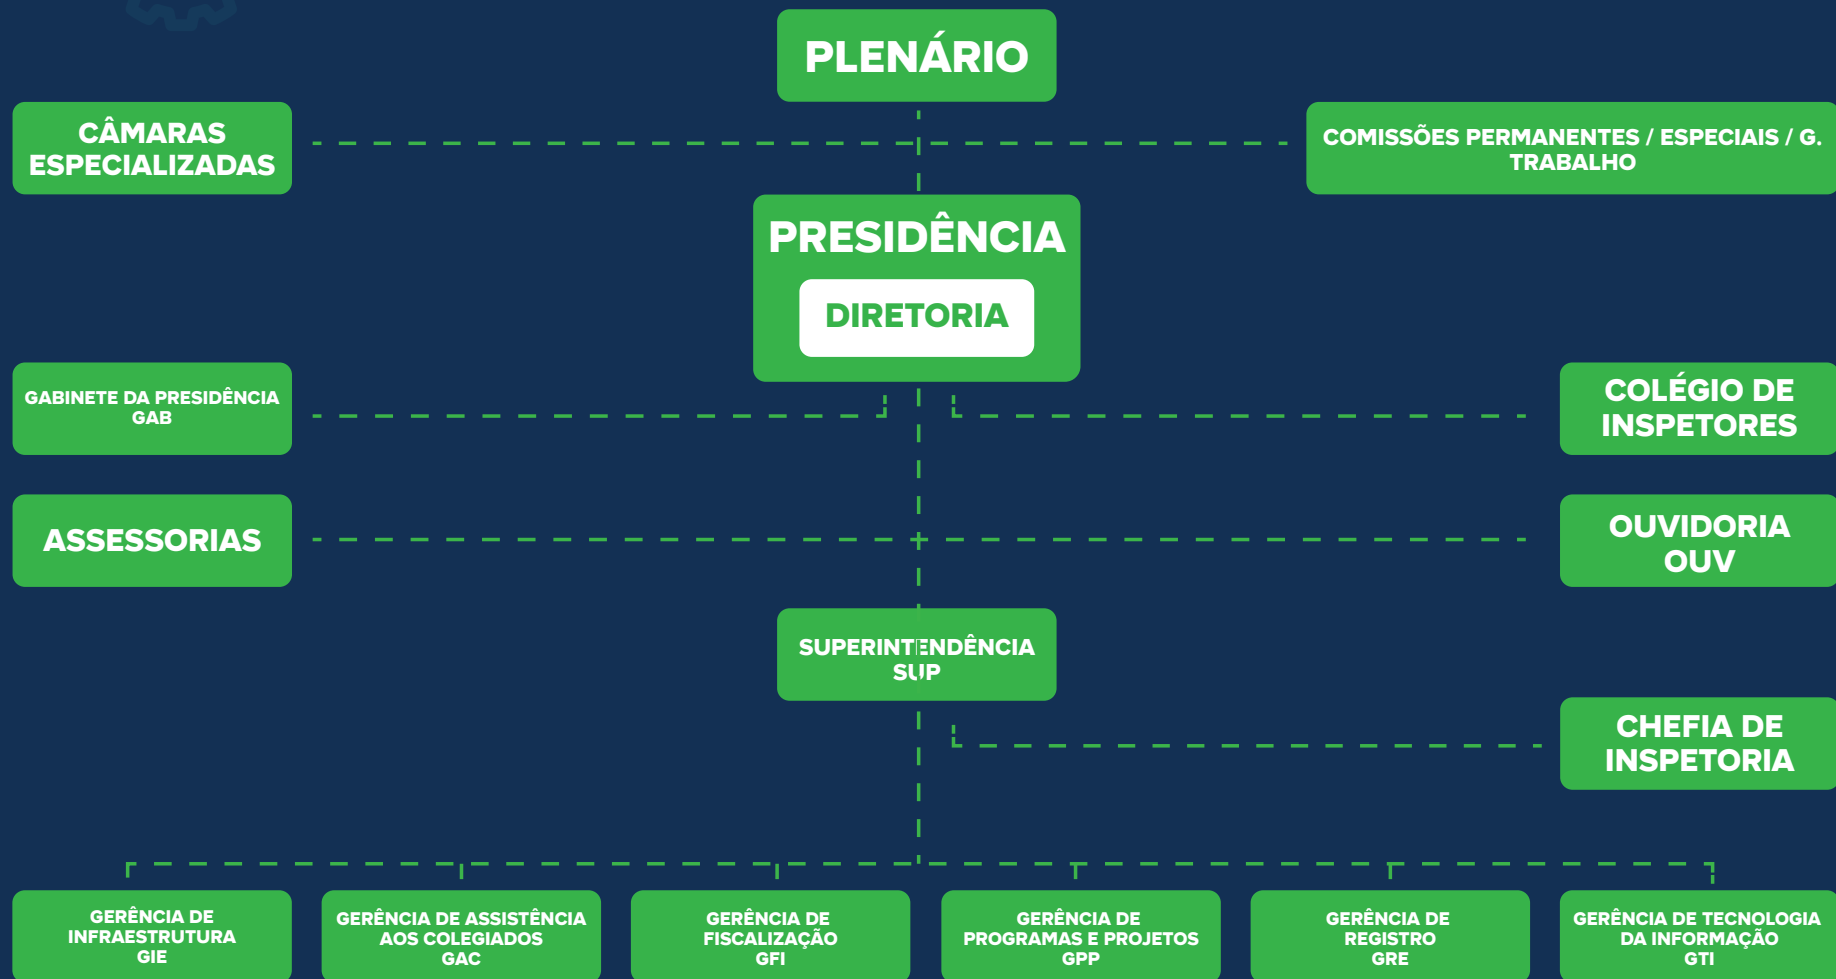 PLENÁRIO
CÂMARAS
ESPECIALIZADAS
COMISSÕES PERMANENTES / ESPECIAIS / G.
TRABALHO
PRESIDÊNCIA
DIRETORIA
GABINETE DA PRESIDÊNCIA
GAB
COLÉGIO DE
INSPETORES
ASSESSORIAS
OUVIDORIA
OUV
SUPERINTENDÊNCIA
SUP
CHEFIA DE
INSPETORIA
GERÊNCIA DE
INFRAESTRUTURA
GIE
GERÊNCIA DE ASSISTÊNCIA
AOS COLEGIADOS
GAC
GERÊNCIA DE
FISCALIZAÇÃO
GFI
GERÊNCIA DE
PROGRAMAS E PROJETOS
GPP
GERÊNCIA DE
REGISTRO
GRE
GERÊNCIA DE TECNOLOGIA
DA INFORMAÇÃO
GTI